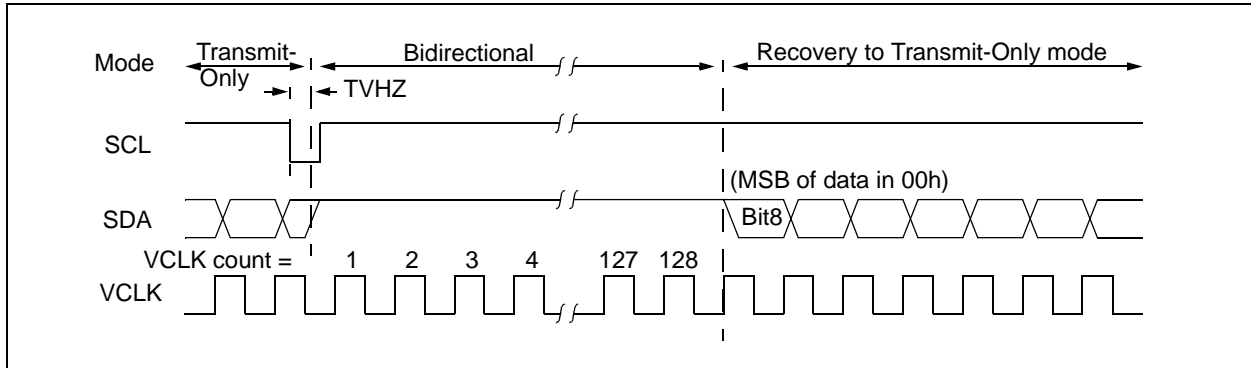 Mode
Transmit-
Only
Bidirectional
Recovery to Transmit-Only mode
TVHZ
SCL
(MSB of data in 00h)
SDA
Bit8
VCLK count = 1 2 3 4 127 128
VCLK